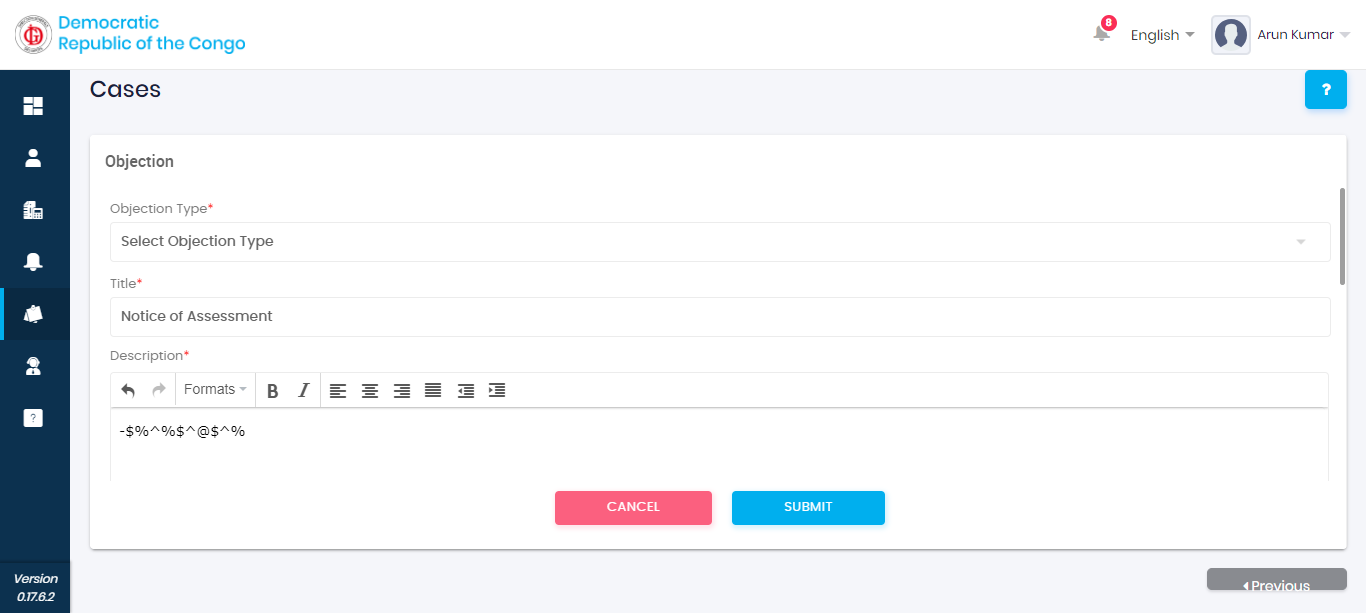 Democratic
Republic of the Congo
8
English
Arun Kumar
Cases
?
Objection
Objection Type*
Select Objection Type
Title*
Notice of Assessment
Description*
Formats
B I
-$%^%$^@$^%
CANCEL
SUBMIT
?
Version
0.17.6.2
Previous